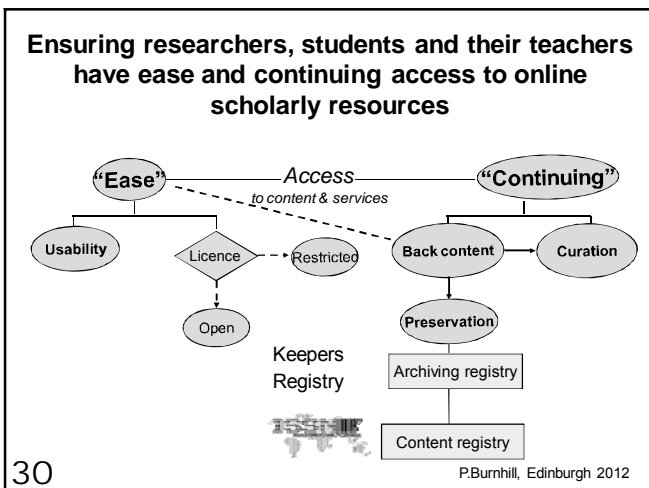 Ensuring researchers, students and their teachers
have ease and continuing access to online
scholarly resources
“Ease”
Access
to content & services
“Continuing”
Usability
Licence
Restricted
Back content
Curation
Open
Preservation
Keepers
Registry
Archiving registry
ISSN
Content registry
30
P.Burnhill, Edinburgh 2012